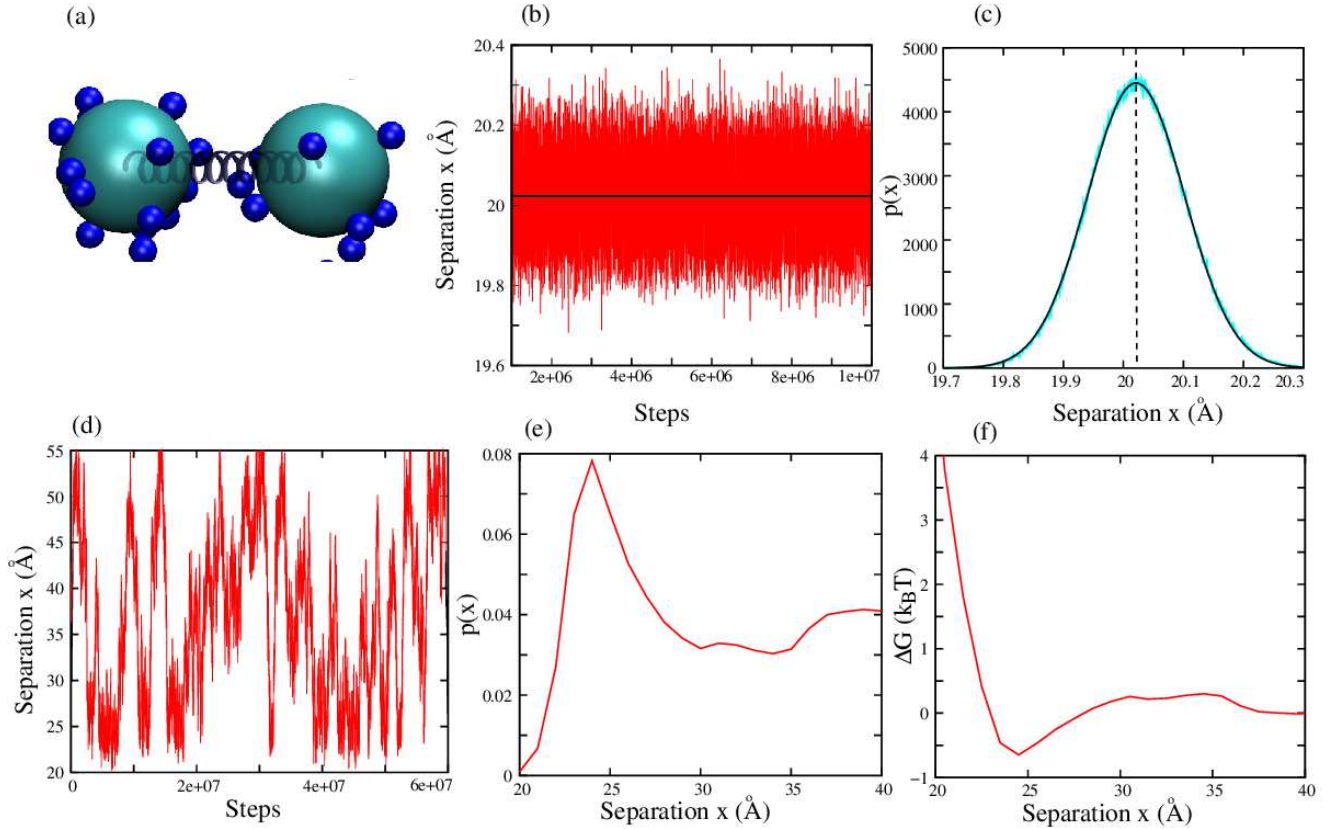 (a)
(b)
Separation x (Å)
20.4
20.2
20
19.8
19.6
2e+06
4e+06
6e+06
8e+06
1e+07
Steps
(c)
p(x)
5000
4000
3000
2000
1000
0
19.7
19.8
19.9
20
20.1
20.2
20.3
Separation x (Å)
(d)
Separation x (Å)
55
50
45
40
35
30
25
20
0
2e+07
4e+07
6e+07
Steps
(e)
p(x)
0.08
0.06
0.04
0.02
0
20
25
30
35
40
Separation x (Å)
(f)
ΔG (kBT)
4
3
2
1
0
−1
20
25
30
35
40
Separation x (Å)